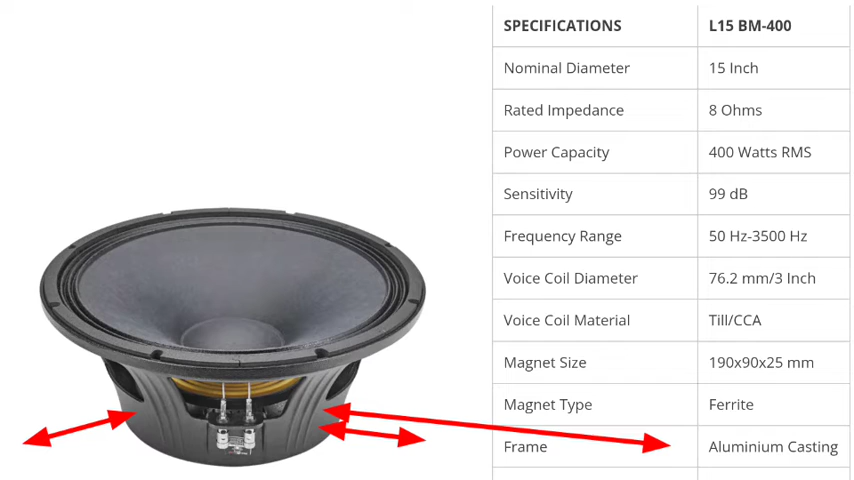 SPECIFICATIONS L15 BM-400
Nominal Diameter 15 Inch
Rated Impedance 8 Ohms
Power Capacity 400 Watts RMS
Sensitivity 99 dB
Frequency Range 50 Hz-3500 Hz
Voice Coil Diameter 76.2 mm/3 Inch
Voice Coil Material Till/CCA
Magnet Size 190x90x25 mm
Magnet Type Ferrite
Frame Aluminium Casting